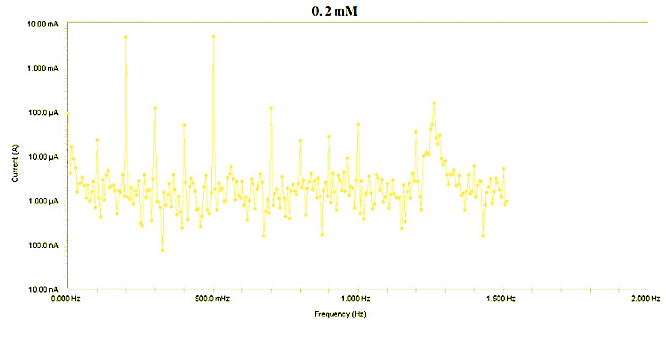 0.2 mM
10.00 mA
1.000 mA
100.0 µA
10.00 µA
1.000 µA
100.0 nA
10.00 nA
Current (A)
0.000 Hz
500.0 mHz
1.000 Hz
1.500 Hz
2.000 Hz
Frequency (Hz)